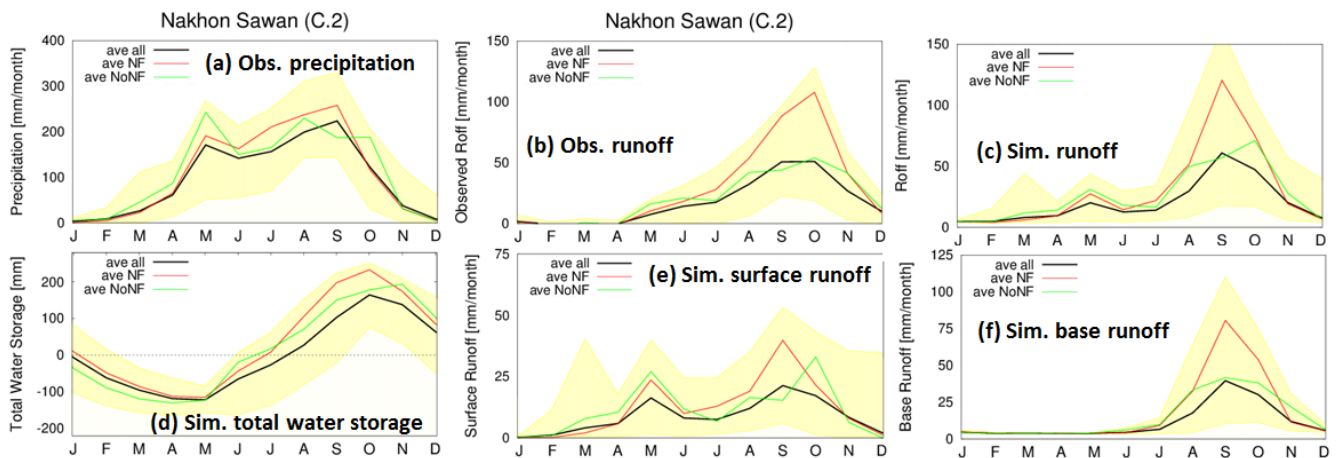 Nakhon Sawan (C.2)
Nakhon Sawan (C.2)
Precipitation [mm/month]
400
300
200
100
0
ave all
ave NF
ave NoNF
(a) Obs. precipitation
J F M A M J J A S O N D
Observed Roff [mm/month]
150
100
50
0
ave all
ave NF
ave NoNF
(b) Obs. runoff
J F M A M J J A S O N D
Roff [mm/month]
150
100
50
0
ave all
ave NF
ave NoNF
(c) Sim. runoff
J F M A M J J A S O N D
Total Water Storage [mm]
200
100
0
-100
-200
ave all
ave NF
ave NoNF
(d) Sim. total water storage
J F M A M J J A S O N D
Surface Runoff [mm/month]
75
50
25
0
ave all
ave NF
ave NoNF
(e) Sim. surface runoff
J F M A M J J A S O N D
Base Runoff [mm/month]
125
100
75
50
25
0
ave all
ave NF
ave NoNF
(f) Sim. base runoff
J F M A M J J A S O N D